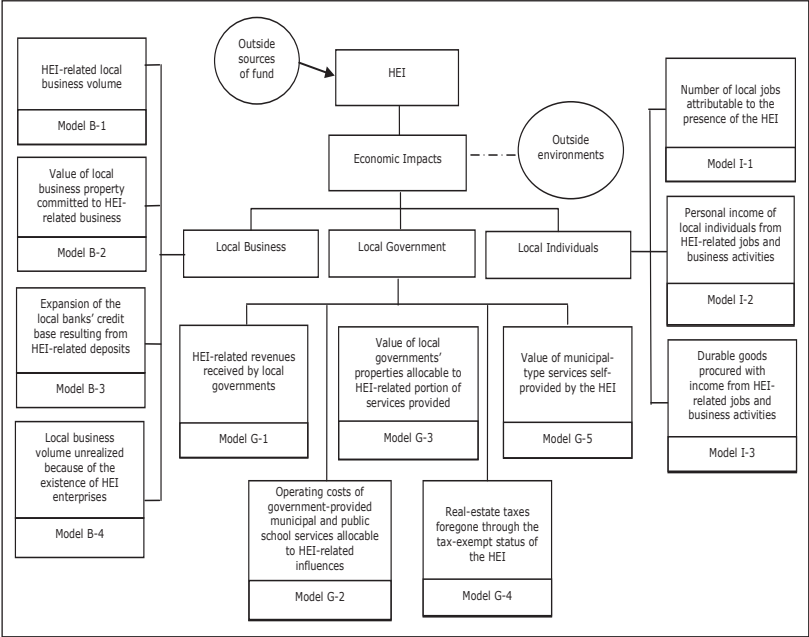 Outside
sources
of fund
HEI
Economic Impacts
Outside
environments
Local Business
Local Government
Local Individuals
HEI-related local
business volume
Model B-1
Value of local
business property
committed to HEI-
related business
Model B-2
Expansion of the
local banks’ credit
base resulting from
HEI-related deposits
Model B-3
Local business
volume unrealized
because of the
existence of HEI
enterprises
Model B-4
HEI-related revenues
received by local
governments
Model G-1
Operating costs of
government-provided
municipal and public
school services allocable
to HEI-related
influences
Model G-2
Value of local
governments’
properties allocable to
HEI-related portion of
services provided
Model G-3
Real-estate taxes
foregone through the
tax-exempt status of
the HEI
Model G-4
Value of municipal-
type services self-
provided by the HEI
Model G-5
Number of local jobs
attributable to the
presence of the HEI
Model I-1
Personal income of
local individuals from
HEI-related jobs and
business activities
Model I-2
Durable goods
procured with
income from HEI-
related jobs and
business activities
Model I-3